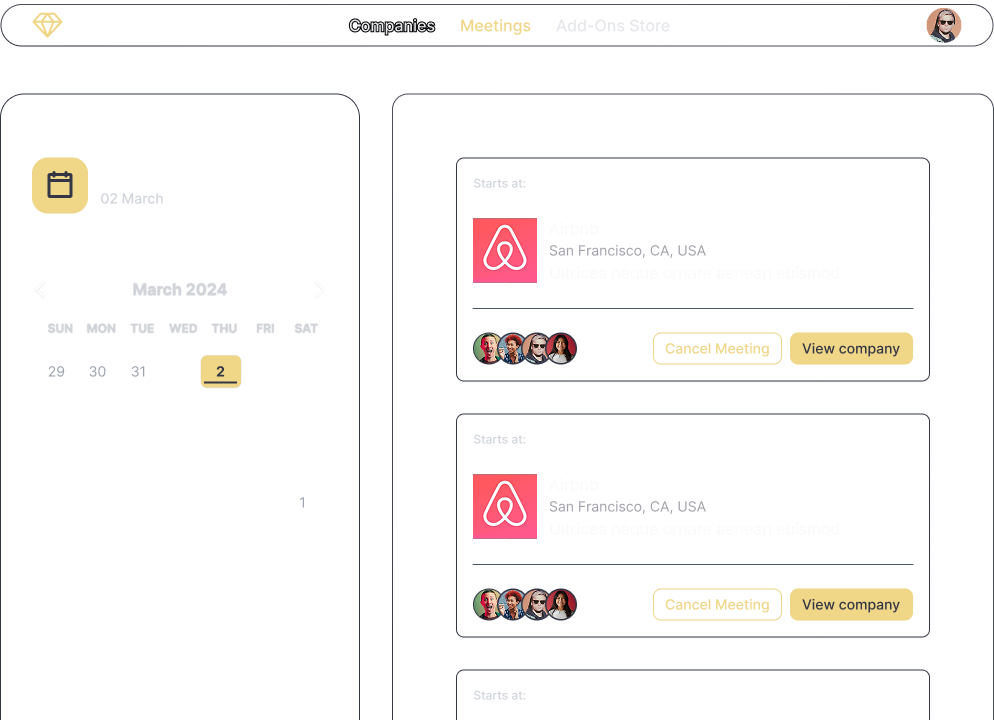 Companies Meetings Add-Ons Store
02 March
March 2024
SUN MON TUE WED THU FRI SAT
29 30 31 2
1
Starts at:
Airbnb
San Francisco, CA, USA
Ultrices neque ornare aenean euismod
Cancel Meeting View company
Starts at:
Airbnb
San Francisco, CA, USA
Ultrices neque ornare aenean euismod
Cancel Meeting View company
Starts at: